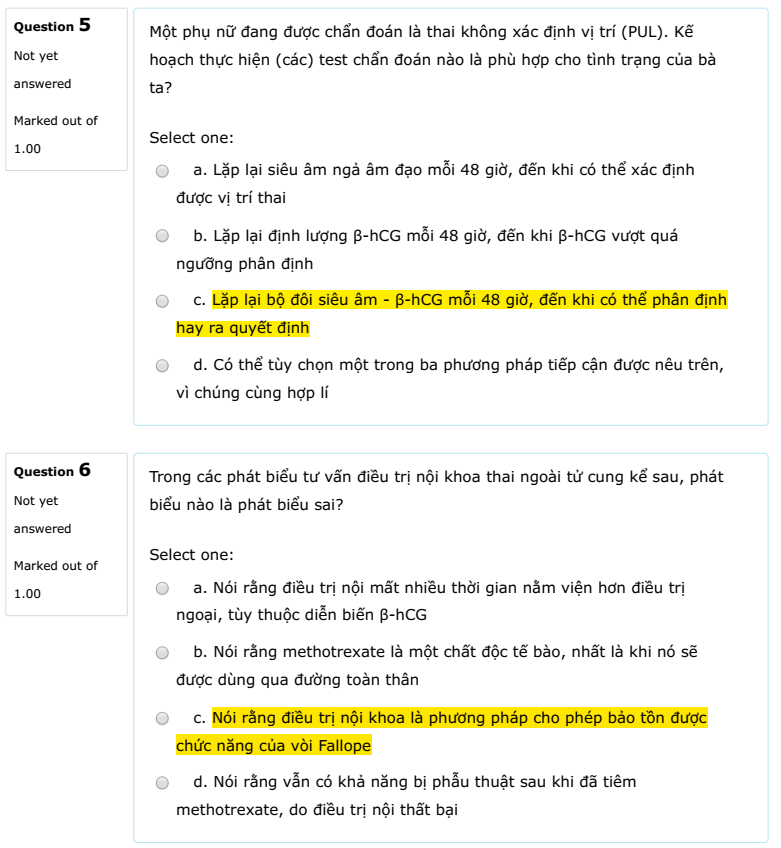 Question 5
Not yet
answered
Marked out of
1.00
Một phụ nữ đang được chẩn đoán là thai không xác định vị trí (PUL). Kế
hoạch thực hiện (các) test chẩn đoán nào là phù hợp cho tình trạng của bà
ta?
Select one:
a. Lặp lại siêu âm ngả âm đạo mỗi 48 giờ, đến khi có thể xác định
được vị trí thai
b. Lặp lại định lượng β-hCG mỗi 48 giờ, đến khi β-hCG vượt quá
ngưỡng phân định
c. Lặp lại bộ đôi siêu âm - β-hCG mỗi 48 giờ, đến khi có thể phân định
hay ra quyết định
d. Có thể tùy chọn một trong ba phương pháp tiếp cận được nêu trên,
vì chúng cùng hợp lí
Question 6
Not yet
answered
Marked out of
1.00
Trong các phát biểu tư vấn điều trị nội khoa thai ngoài tử cung kể sau, phát
biểu nào là phát biểu sai?
Select one:
a. Nói rằng điều trị nội mất nhiều thời gian nằm viện hơn điều trị
ngoại, tùy thuộc diễn biến β-hCG
b. Nói rằng methotrexate là một chất độc tế bào, nhất là khi nó sẽ
được dùng qua đường toàn thân
c. Nói rằng điều trị nội khoa là phương pháp cho phép bảo tồn được
chức năng của vòi Fallope
d. Nói rằng vẫn có khả năng bị phẫu thuật sau khi đã tiêm
methotrexate, do điều trị nội thất bại